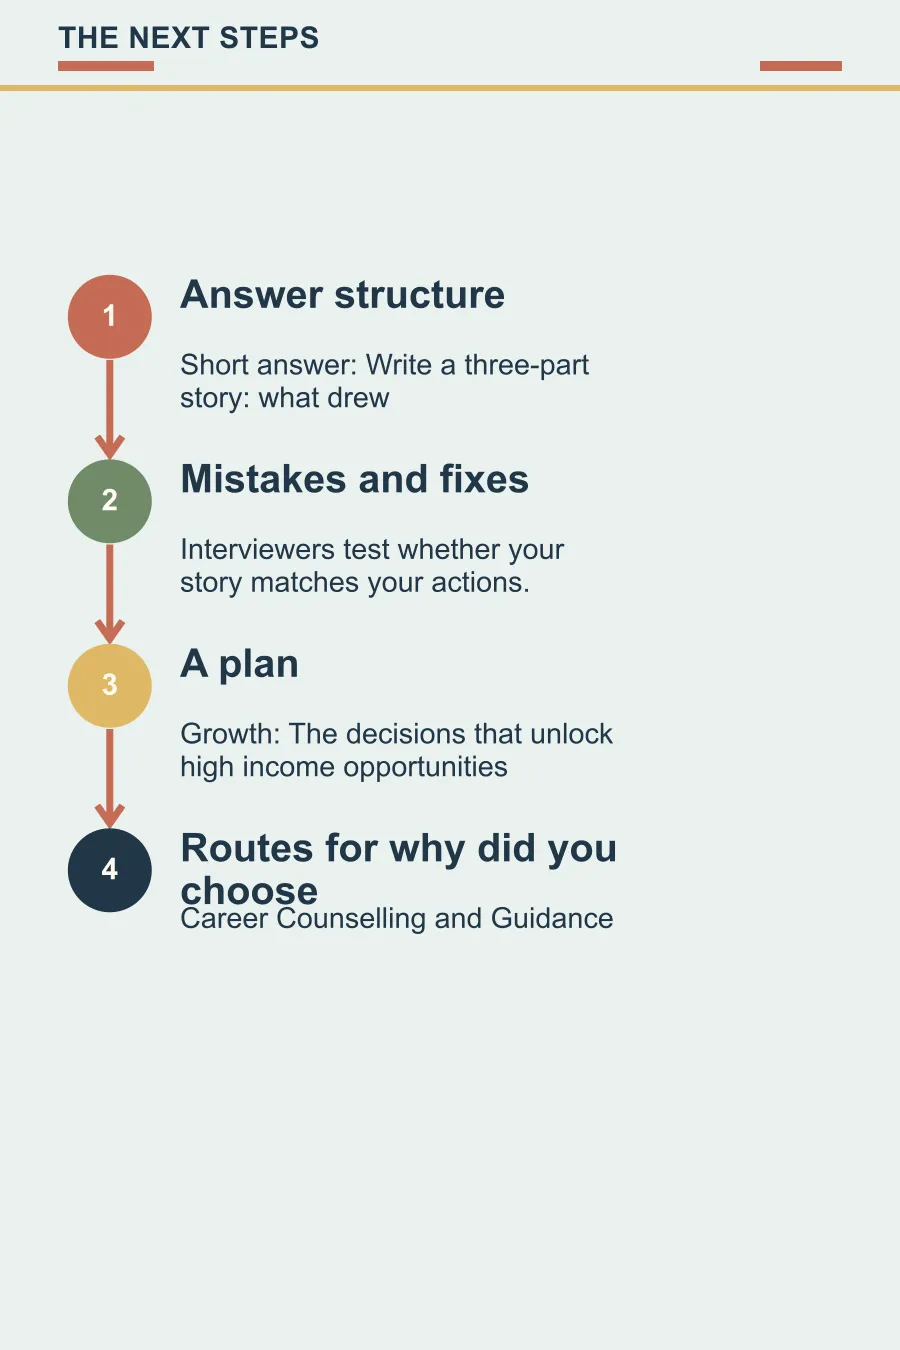 THE NEXT STEPS
1
Answer structure
Short answer: Write a three-part
story: what drew
2
Mistakes and fixes
Interviewers test whether your
story matches your actions.
3
A plan
Growth: The decisions that unlock
high income opportunities
4
Routes for why did you
choose
Career Counselling and Guidance